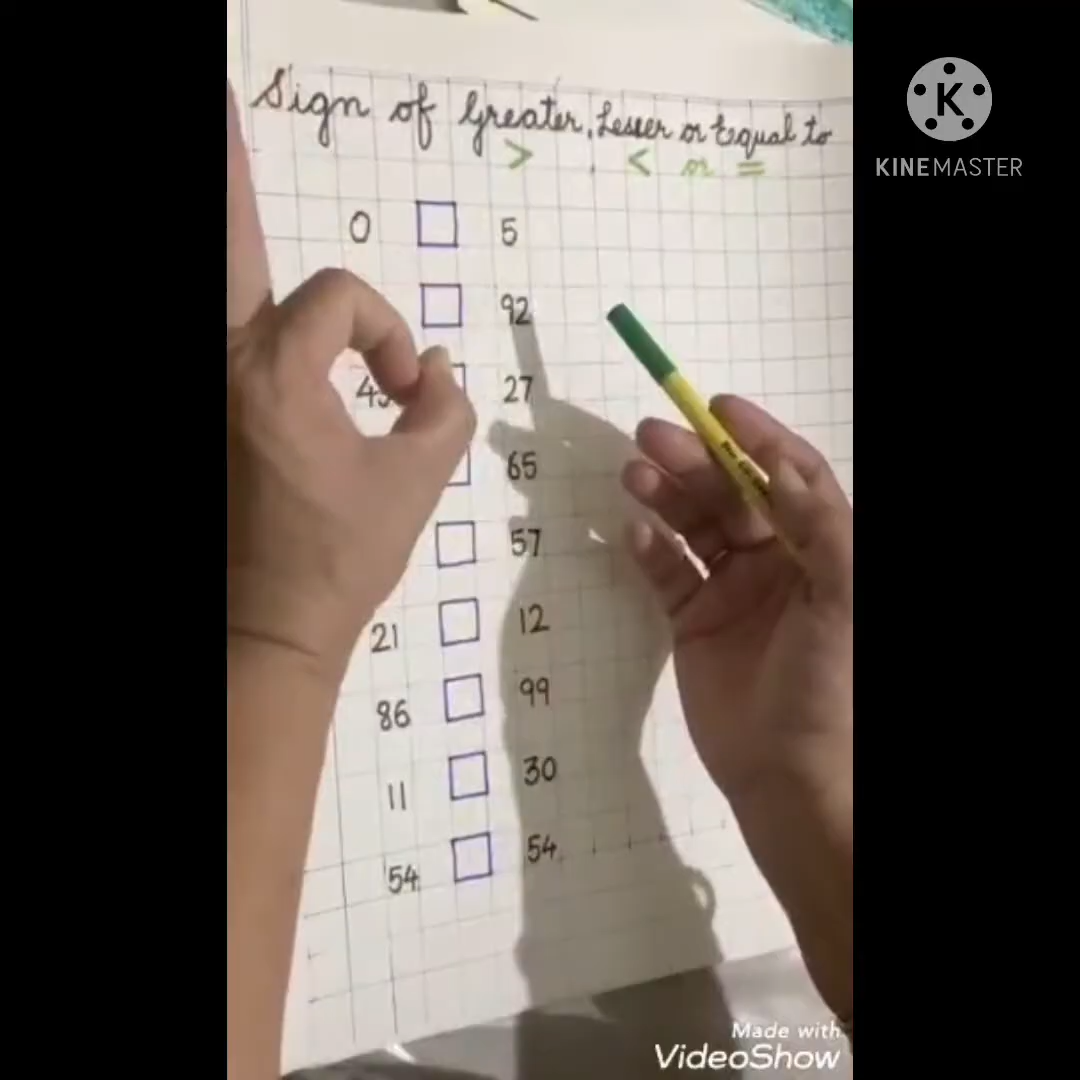 Sign of Greater, Lesser or Equal to
> , < or =
0 5
92
27
65
57
21 12
86 99
11 30
54 54
K
KINEMASTER
Made with
VideoShow